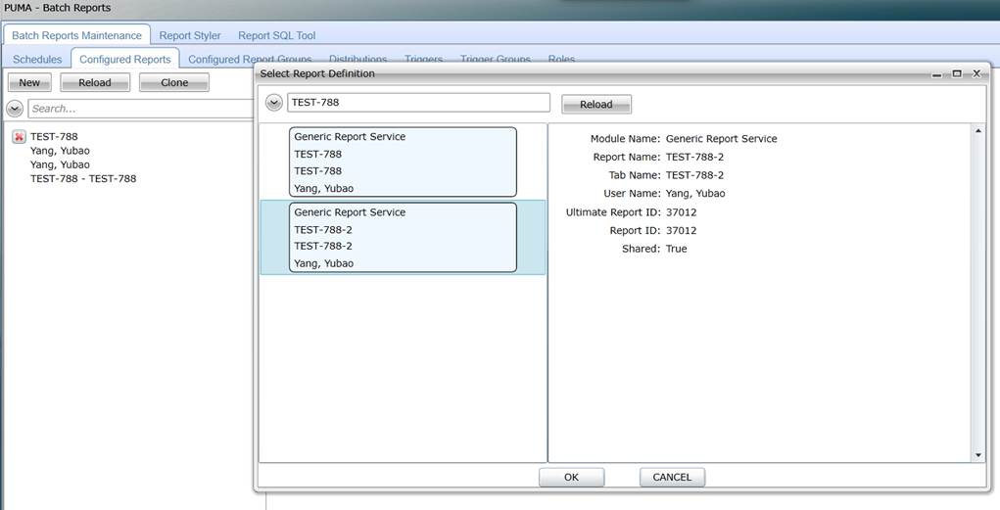 PUMA - Batch Reports
Batch Reports Maintenance Report Styler Report SQL Tool
Schedules Configured Reports Configured Report Groups Distributions Triggers Trigger Groups Roles
New Reload Clone
Search...
TEST-788
Yang, Yubao
Yang, Yubao
TEST-788 - TEST-788
Select Report Definition
TEST-788 Reload
Generic Report Service
TEST-788
TEST-788
Yang, Yubao
Generic Report Service
TEST-788-2
TEST-788-2
Yang, Yubao
Module Name: Generic Report Service
Report Name: TEST-788-2
Tab Name: TEST-788-2
User Name: Yang, Yubao
Ultimate Report ID: 37012
Report ID: 37012
Shared: True
OK CANCEL